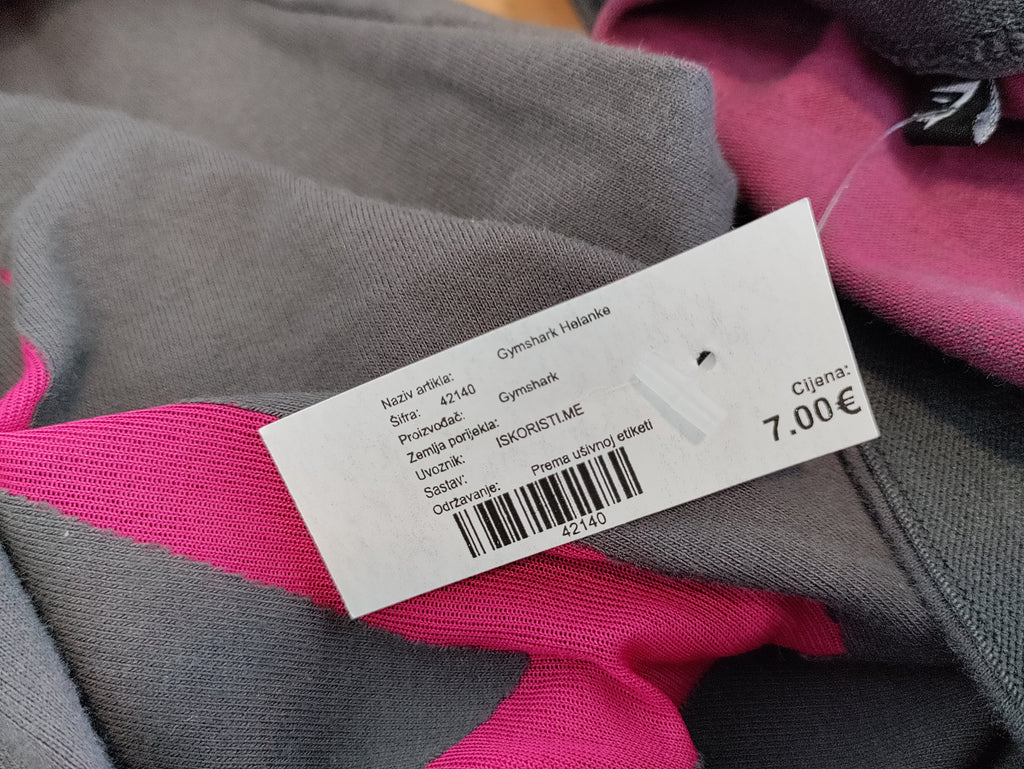 Naziv artikla: Gymshark Helanke
Šifra: 42140
Proizvođač: Gymshark
Zemlja porijekla:
Uvoznik: ISKORISTI.ME
Sastav:
Održavanje: Prema ušivnoj etiketi
42140
Cijena:
7.00€